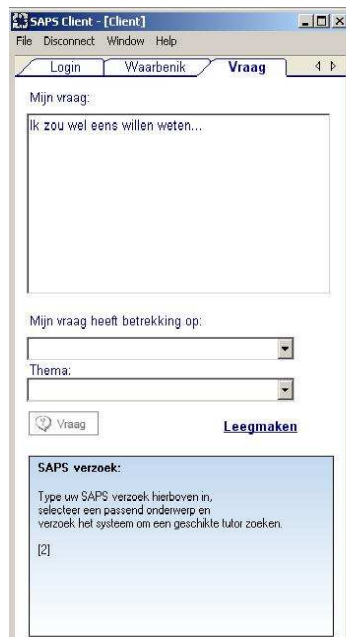 SAPS Client - [Client]
File Disconnect Window Help
Login Waarbenik Vraag
Mijn vraag:
Ik zou wel eens willen weten...
Mijn vraag heeft betrekking op:
Thema:
Vraag Leegmaken
SAPS verzoek:
Type uw SAPS verzoek hierboven in,
selecteer een passend onderwerp en
verzoek het systeem om een geschikte tutor zoeken.
[2]